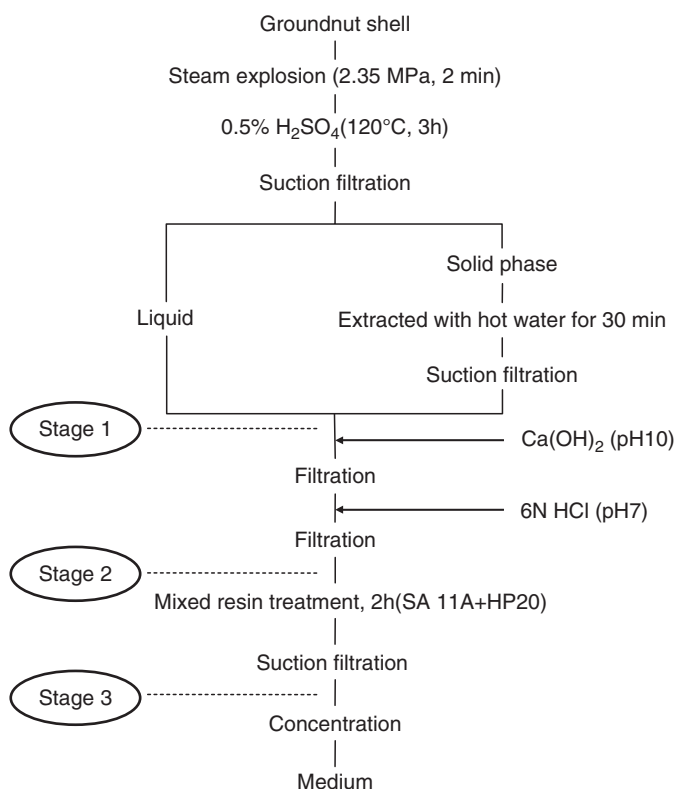 Groundnut shell
Steam explosion (2.35 MPa, 2 min)
0.5% H₂SO₄(120°C, 3h)
Suction filtration
Solid phase
Liquid
Extracted with hot water for 30 min
Suction filtration
Stage 1
Ca(OH)₂ (pH10)
Filtration
6N HCl (pH7)
Filtration
Stage 2
Mixed resin treatment, 2h(SA 11A+HP20)
Suction filtration
Stage 3
Concentration
Medium